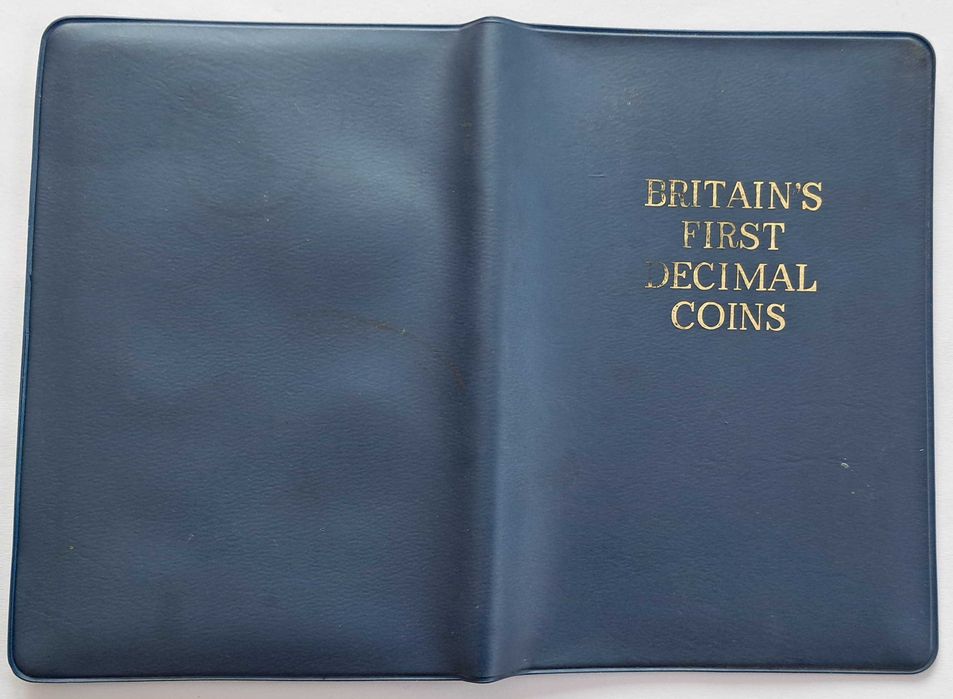 BRITAIN'S
FIRST
DECIMAL
COINS